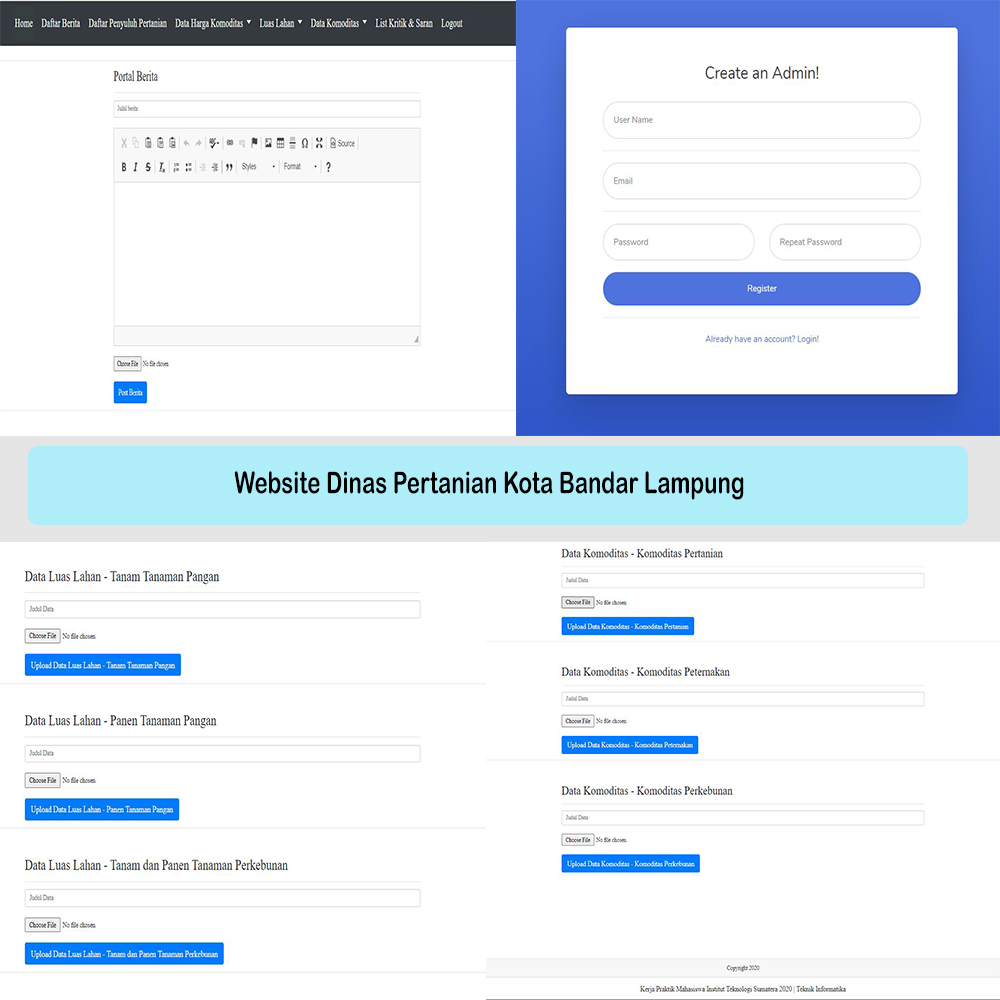 Home Daftar Berita Daftar Penyuluh Pertanian Data Harga Komoditas Luas Lahan Data Komoditas List Kritik & Saran Logout
Portal Berita
Judul berita
Source
B I S Styles Format ?
Choose File No file chosen
Post Berita
Create an Admin!
User Name
Email
Password Repeat Password
Register
Already have an account? Login!
Website Dinas Pertanian Kota Bandar Lampung
Data Luas Lahan - Tanam Tanaman Pangan
Judul Data
Choose File No file chosen
Upload Data Luas Lahan - Tanam Tanaman Pangan
Data Luas Lahan - Panen Tanaman Pangan
Judul Data
Choose File No file chosen
Upload Data Luas Lahan - Panen Tanaman Pangan
Data Luas Lahan - Tanam dan Panen Tanaman Perkebunan
Judul Data
Choose File No file chosen
Upload Data Luas Lahan - Tanam dan Panen Tanaman Perkebunan
Data Komoditas - Komoditas Pertanian
Judul Data
Choose File No file chosen
Upload Data Komoditas - Komoditas Pertanian
Data Komoditas - Komoditas Peternakan
Judul Data
Choose File No file chosen
Upload Data Komoditas - Komoditas Peternakan
Data Komoditas - Komoditas Perkebunan
Judul Data
Choose File No file chosen
Upload Data Komoditas - Komoditas Perkebunan
Copyright 2020
Kerja Praktik Mahasiswa Institut Teknologi Sumatera 2020 | Teknik Informatika